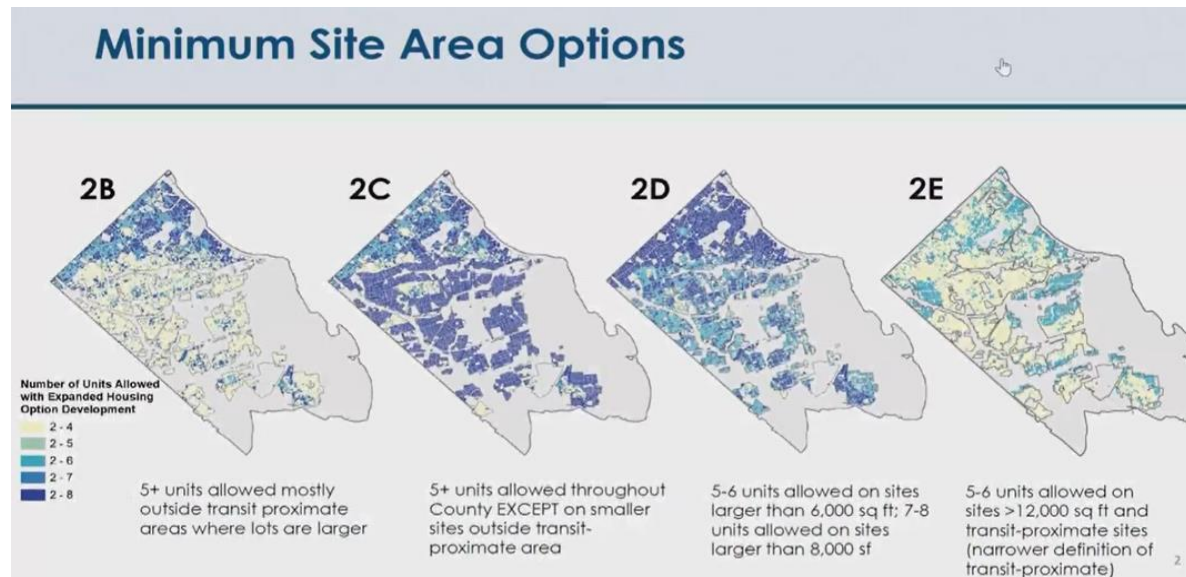 Minimum Site Area Options
2B
2C
2D
2E
Number of Units Allowed
with Expanded Housing
Option Development
2 - 4
2 - 5
2 - 6
2 - 7
2 - 8
5+ units allowed mostly
outside transit proximate
areas where lots are larger
5+ units allowed throughout
County EXCEPT on smaller
sites outside transit-
proximate area
5-6 units allowed on sites
larger than 6,000 sq ft; 7-8
units allowed on sites
larger than 8,000 sf
5-6 units allowed on
sites >12,000 sq ft and
transit-proximate sites
(narrower definition of
transit-proximate)
2